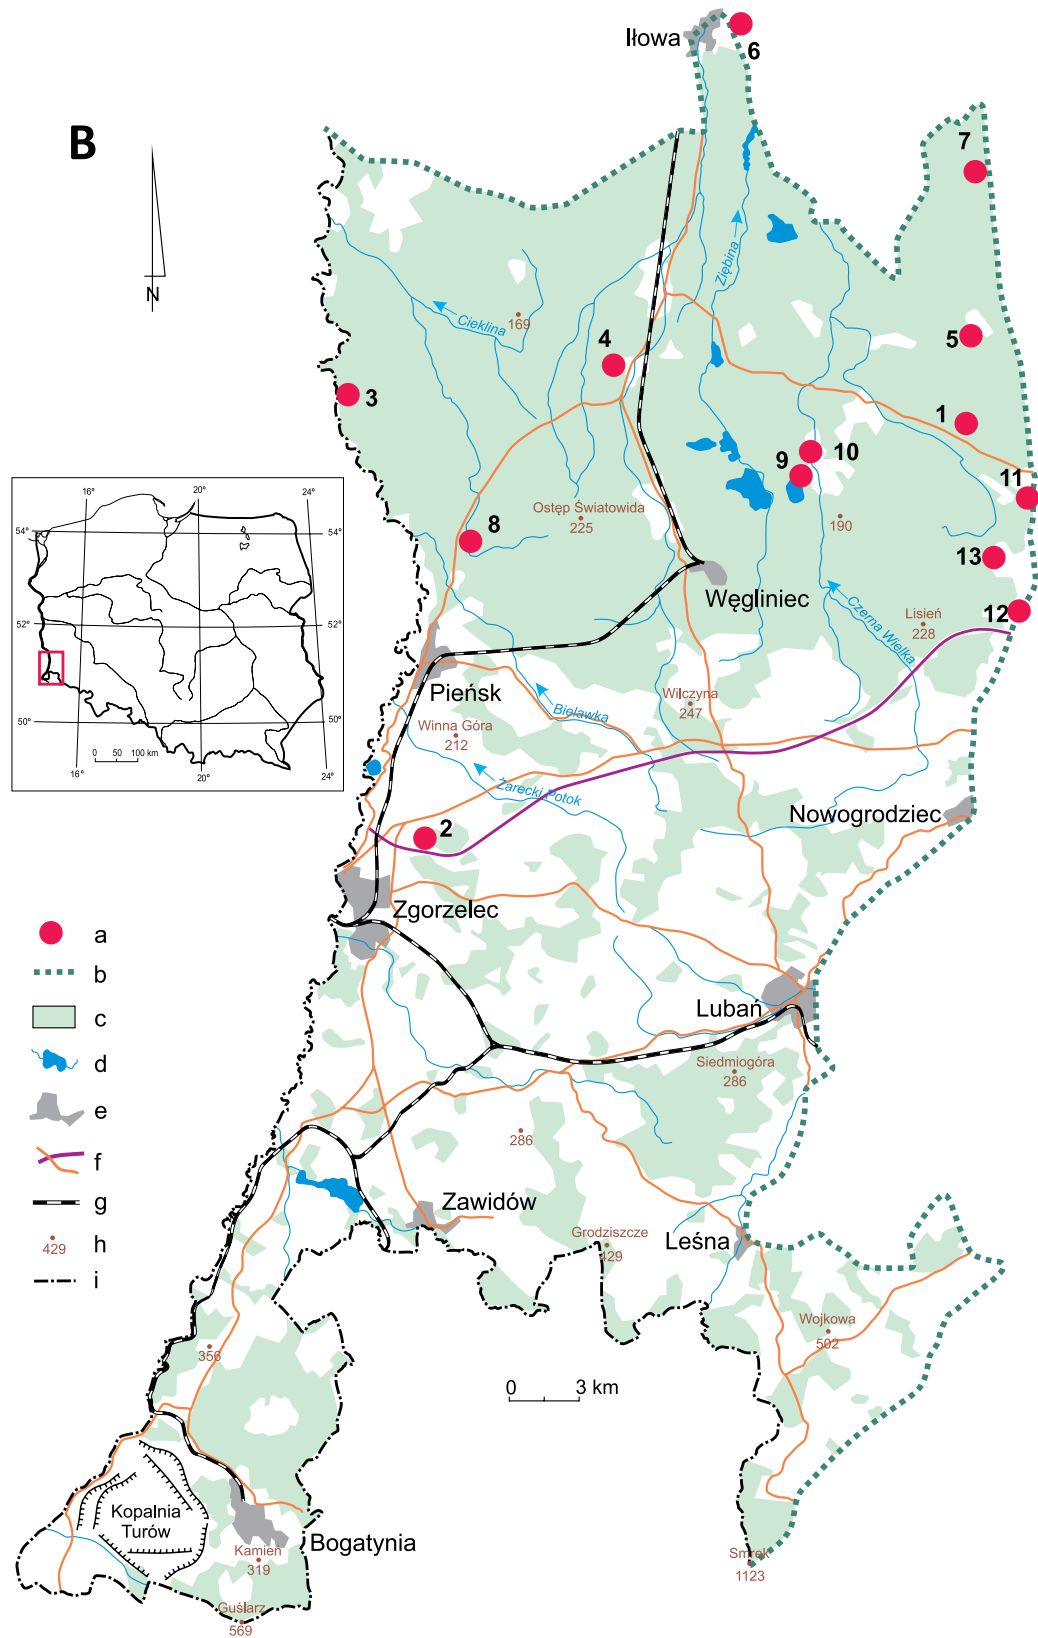 B
N
Iłowa
6
7
Ziębina
Cieklina
169
4
5
3
1
10
9
11
Ostęp Światowida
225
190
8
13
Węgliniec
Czerna Wielka
Lisień
228
12
Pieńsk
Wilczyna
247
Bielawka
Winna Góra
212
Żarecki Potok
Nowogrodziec
2
Zgorzelec
Lubań
Siedmiogóra
286
286
Zawidów
Grodziszcze
429
Leśna
Wojkowa
502
356
0 3 km
Kopalnia
Turów
Bogatynia
Kamień
319
Guślarz
569
Smrek
1123
16° 20° 24°
54° 54°
52° 52°
50° 50°
0 50 100 km
16° 20° 24°
a
b
c
d
e
f
g
429 h
i